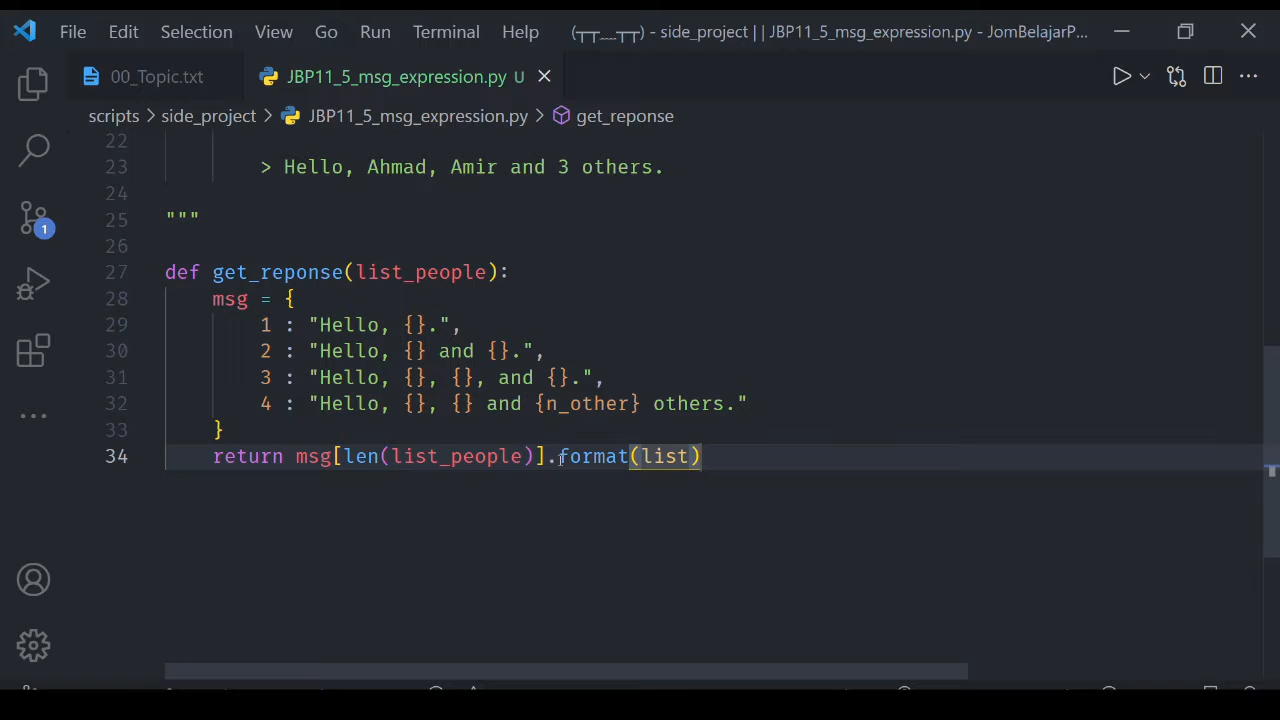 File Edit Selection View Go Run Terminal Help (┬┬﹏┬┬) - side_project || JBP11_5_msg_expression.py - JomBelajarP...
00_Topic.txt JBP11_5_msg_expression.py U
scripts > side_project > JBP11_5_msg_expression.py > get_reponse
22
23 > Hello, Ahmad, Amir and 3 others.
24
25 """
26
27 def get_reponse(list_people):
28 msg = {
29 1 : "Hello, {}.",
30 2 : "Hello, {} and {}.",
31 3 : "Hello, {}, {}, and {}.",
32 4 : "Hello, {}, {} and {n_other} others."
33 }
34 return msg[len(list_people)].format(list)
1